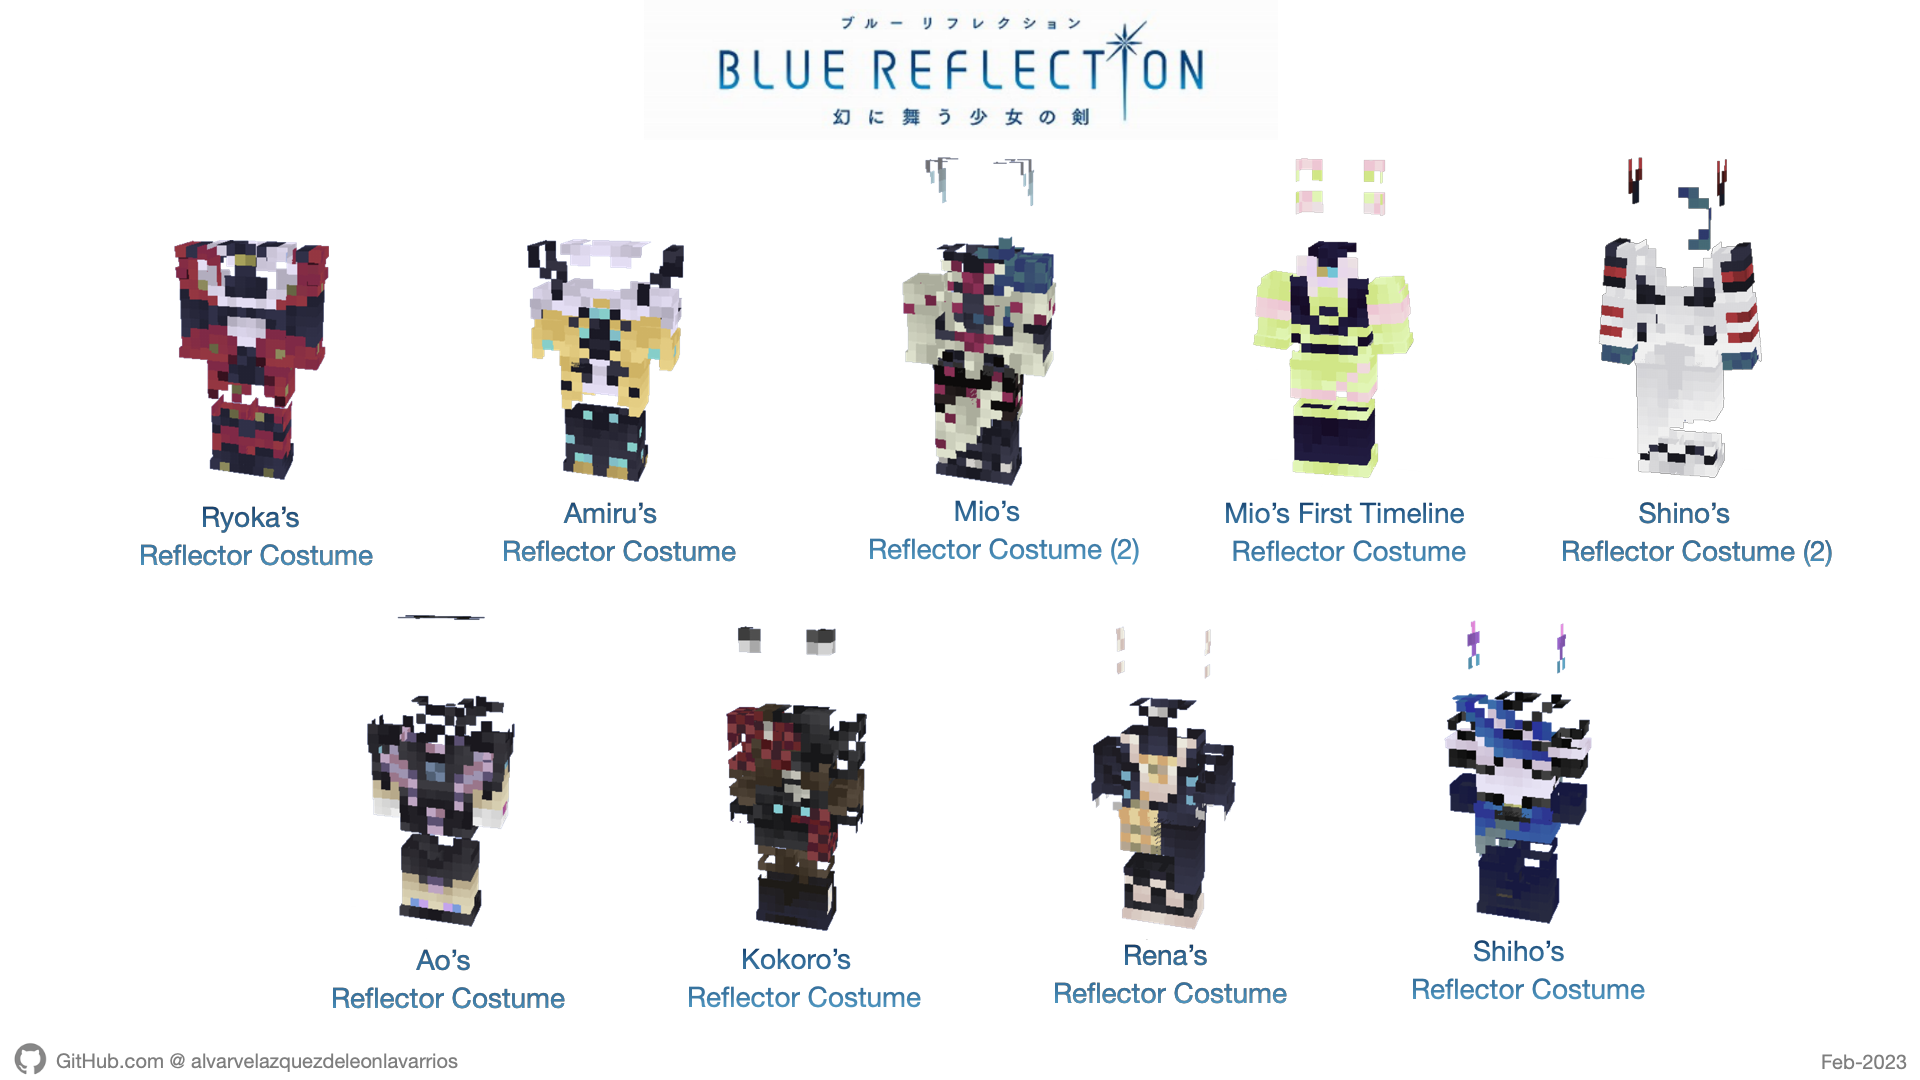 ブルーリフレクション
BLUE REFLECTION
幻に舞う少女の剣
Ryoka’s
Reflector Costume
Amiru’s
Reflector Costume
Mio’s
Reflector Costume (2)
Mio’s First Timeline
Reflector Costume
Shino’s
Reflector Costume (2)
Ao’s
Reflector Costume
Kokoro’s
Reflector Costume
Rena’s
Reflector Costume
Shiho’s
Reflector Costume
GitHub.com @ alvarvelazquezdeleonlavarrios
Feb-2023